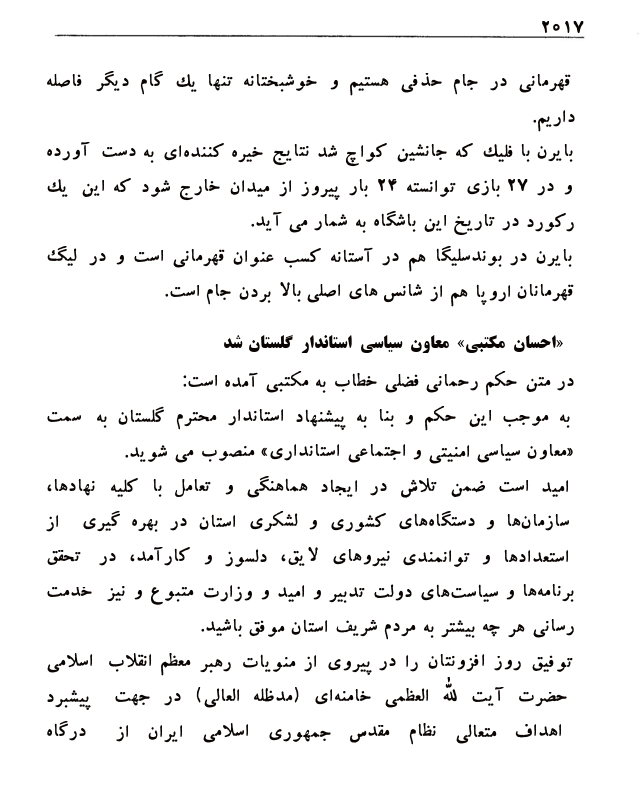 ۲۰۱۷
قهرمانی در جام حذفی هستیم و خوشبختانه تنها یك گام دیگر فاصله
داریم.
بایرن با فلیك که جانشین کواچ شد نتایج خیره کننده‌ای به دست آورده
و در ۲۷ بازی توانسته ۲۴ بار پیروز از میدان خارج شود که این یك
رکورد در تاریخ این باشگاه به شمار می آید.
بایرن در بوندسلیگا هم در آستانه کسب عنوان قهرمانی است و در لیگ
قهرمانان اروپا هم از شانس های اصلی بالا بردن جام است.
«احسان مکتبی» معاون سیاسی استاندار گلستان شد
در متن حکم رحمانی فضلی خطاب به مکتبی آمده است:
به موجب این حکم و بنا به پیشنهاد استاندار محترم گلستان به سمت
«معاون سیاسی امنیتی و اجتماعی استانداری» منصوب می شوید.
امید است ضمن تلاش در ایجاد هماهنگی و تعامل با کلیه نهادها،
سازمان‌ها و دستگاه‌های کشوری و لشکری استان در بهره گیری از
استعدادها و توانمندی نیروهای لایق، دلسوز و کارآمد، در تحقق
برنامه‌ها و سیاست‌های دولت تدبیر و امید و وزارت متبوع و نیز خدمت
رسانی هر چه بیشتر به مردم شریف استان موفق باشید.
توفیق روز افزونتان را در پیروی از منویات رهبر معظم انقلاب اسلامی
حضرت آیت الله العظمی خامنه‌ای (مدظله العالی) در جهت پیشبرد
اهداف متعالی نظام مقدس جمهوری اسلامی ایران از درگاه